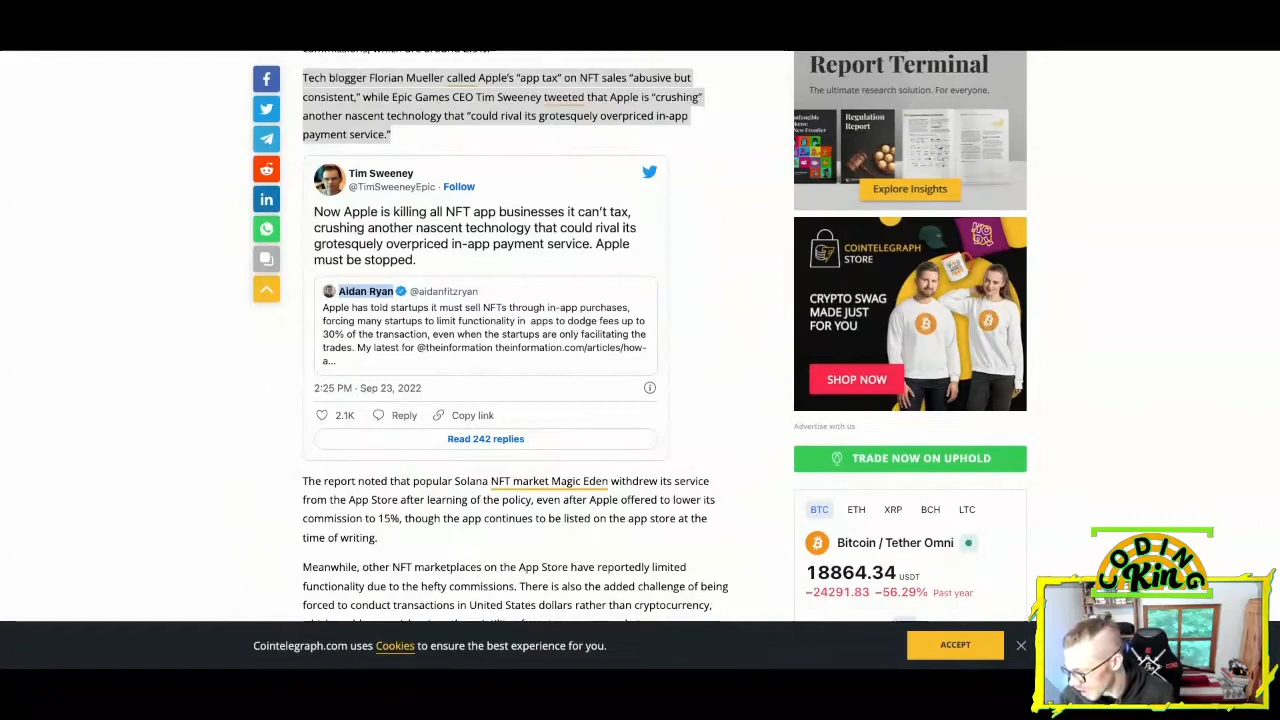 Tech blogger Florian Mueller called Apple's "app tax" on NFT sales "abusive but
consistent," while Epic Games CEO Tim Sweeney tweeted that Apple is "crushing"
another nascent technology that "could rival its grotesquely overpriced in-app
payment service."
Tim Sweeney
@TimSweeneyEpic · Follow
Now Apple is killing all NFT app businesses it can't tax,
crushing another nascent technology that could rival its
grotesquely overpriced in-app payment service. Apple
must be stopped.
Aidan Ryan @aidanfitzryan
Apple has told startups it must sell NFTs through in-app purchases,
forcing many startups to limit functionality in apps to dodge fees up to
30% of the transaction, even when the startups are only facilitating the
trades. My latest for @theinformation theinformation.com/articles/how-
a...
2:25 PM · Sep 23, 2022
2.1K Reply Copy link
Read 242 replies
The report noted that popular Solana NFT market Magic Eden withdrew its service
from the App Store after learning of the policy, even after Apple offered to lower its
commission to 15%, though the app continues to be listed on the app store at the
time of writing.
Meanwhile, other NFT marketplaces on the App Store have reportedly limited
functionality due to the hefty commissions. There is also the added challenge of being
forced to conduct transactions in United States dollars rather than cryptocurrency,
Report Terminal
The ultimate research solution. For everyone.
Regulation
Report
Explore Insights
COINTELEGRAPH
STORE
CRYPTO SWAG
MADE JUST
FOR YOU
SHOP NOW
Advertise with us
TRADE NOW ON UPHOLD
BTC ETH XRP BCH LTC
Bitcoin / Tether Omni
18864.34 USDT
−24291.83 −56.29% Past year
Cointelegraph.com uses Cookies to ensure the best experience for you.
ACCEPT
CODING
King